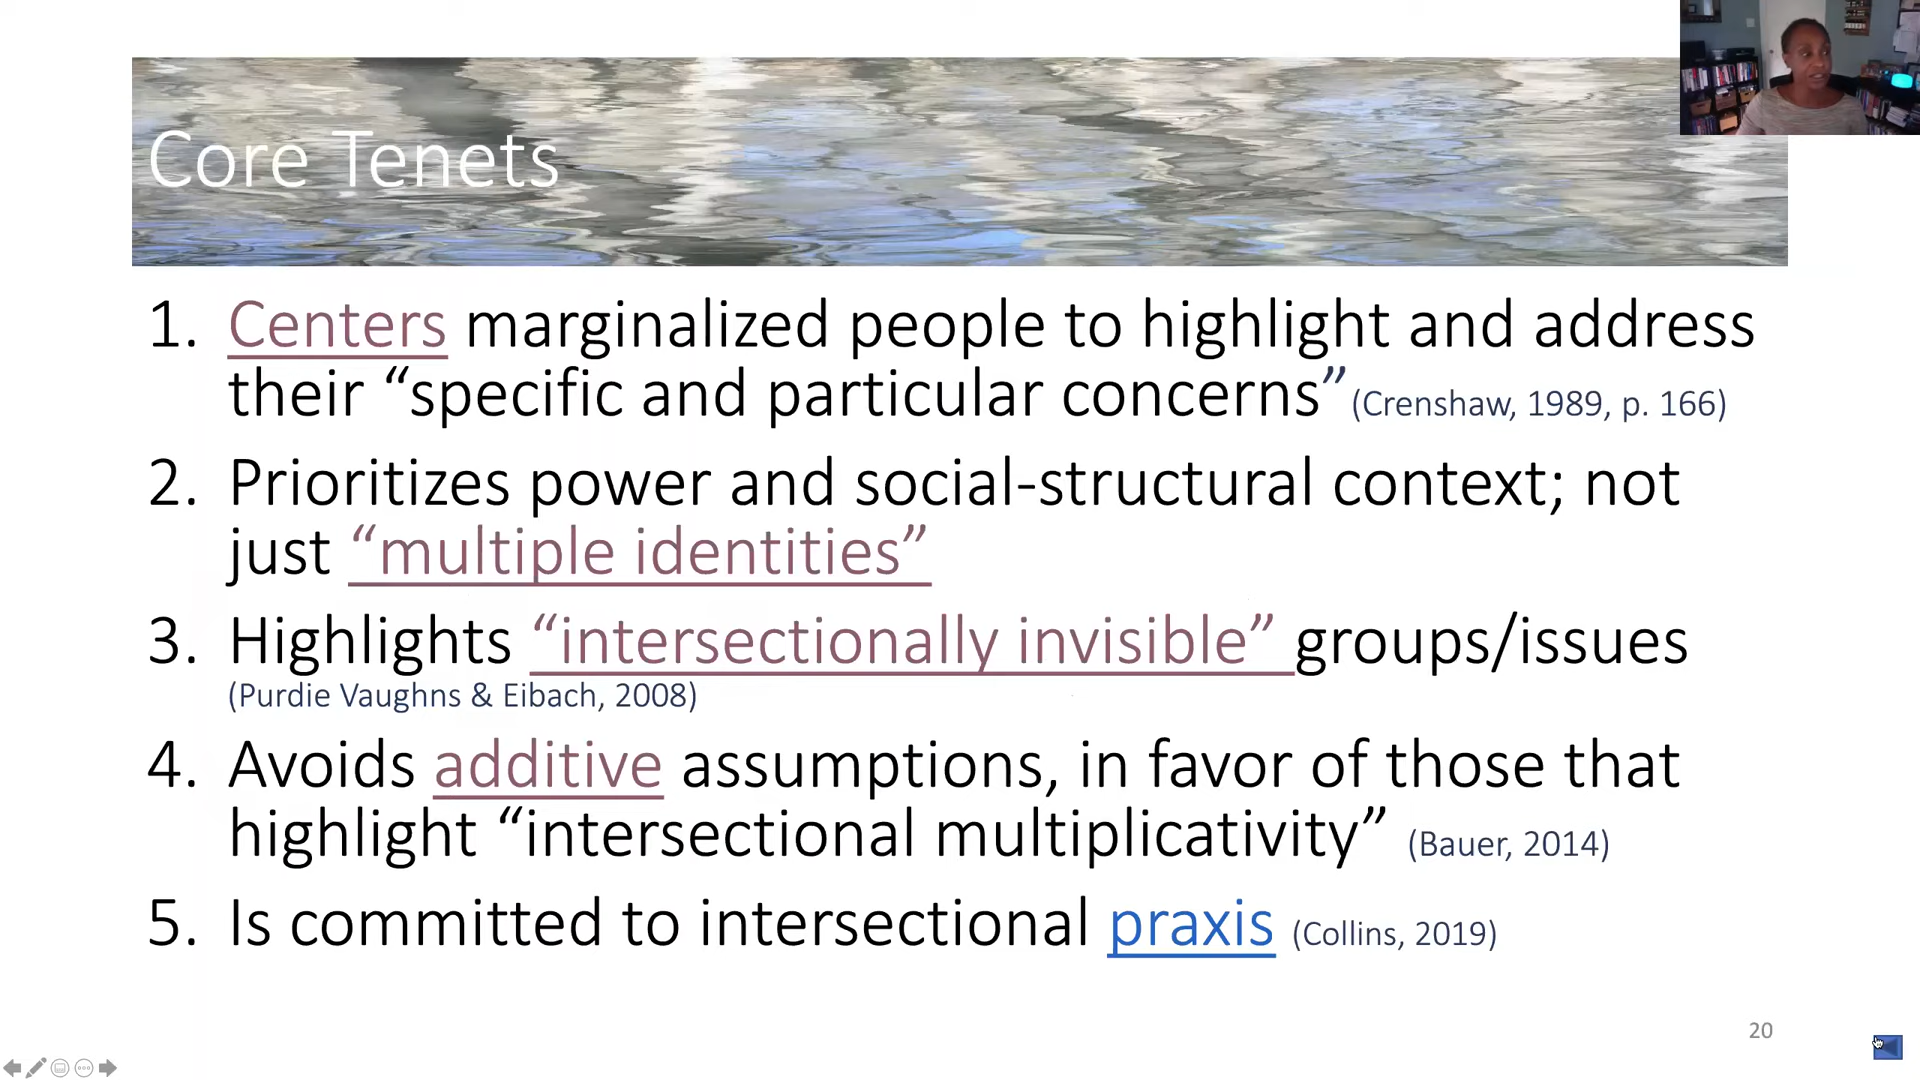 Core Tenets
1. Centers marginalized people to highlight and address
their “specific and particular concerns” (Crenshaw, 1989, p. 166)
2. Prioritizes power and social-structural context; not
just “multiple identities”
3. Highlights “intersectionally invisible” groups/issues
(Purdie Vaughns & Eibach, 2008)
4. Avoids additive assumptions, in favor of those that
highlight “intersectional multiplicativity” (Bauer, 2014)
5. Is committed to intersectional praxis (Collins, 2019)
20